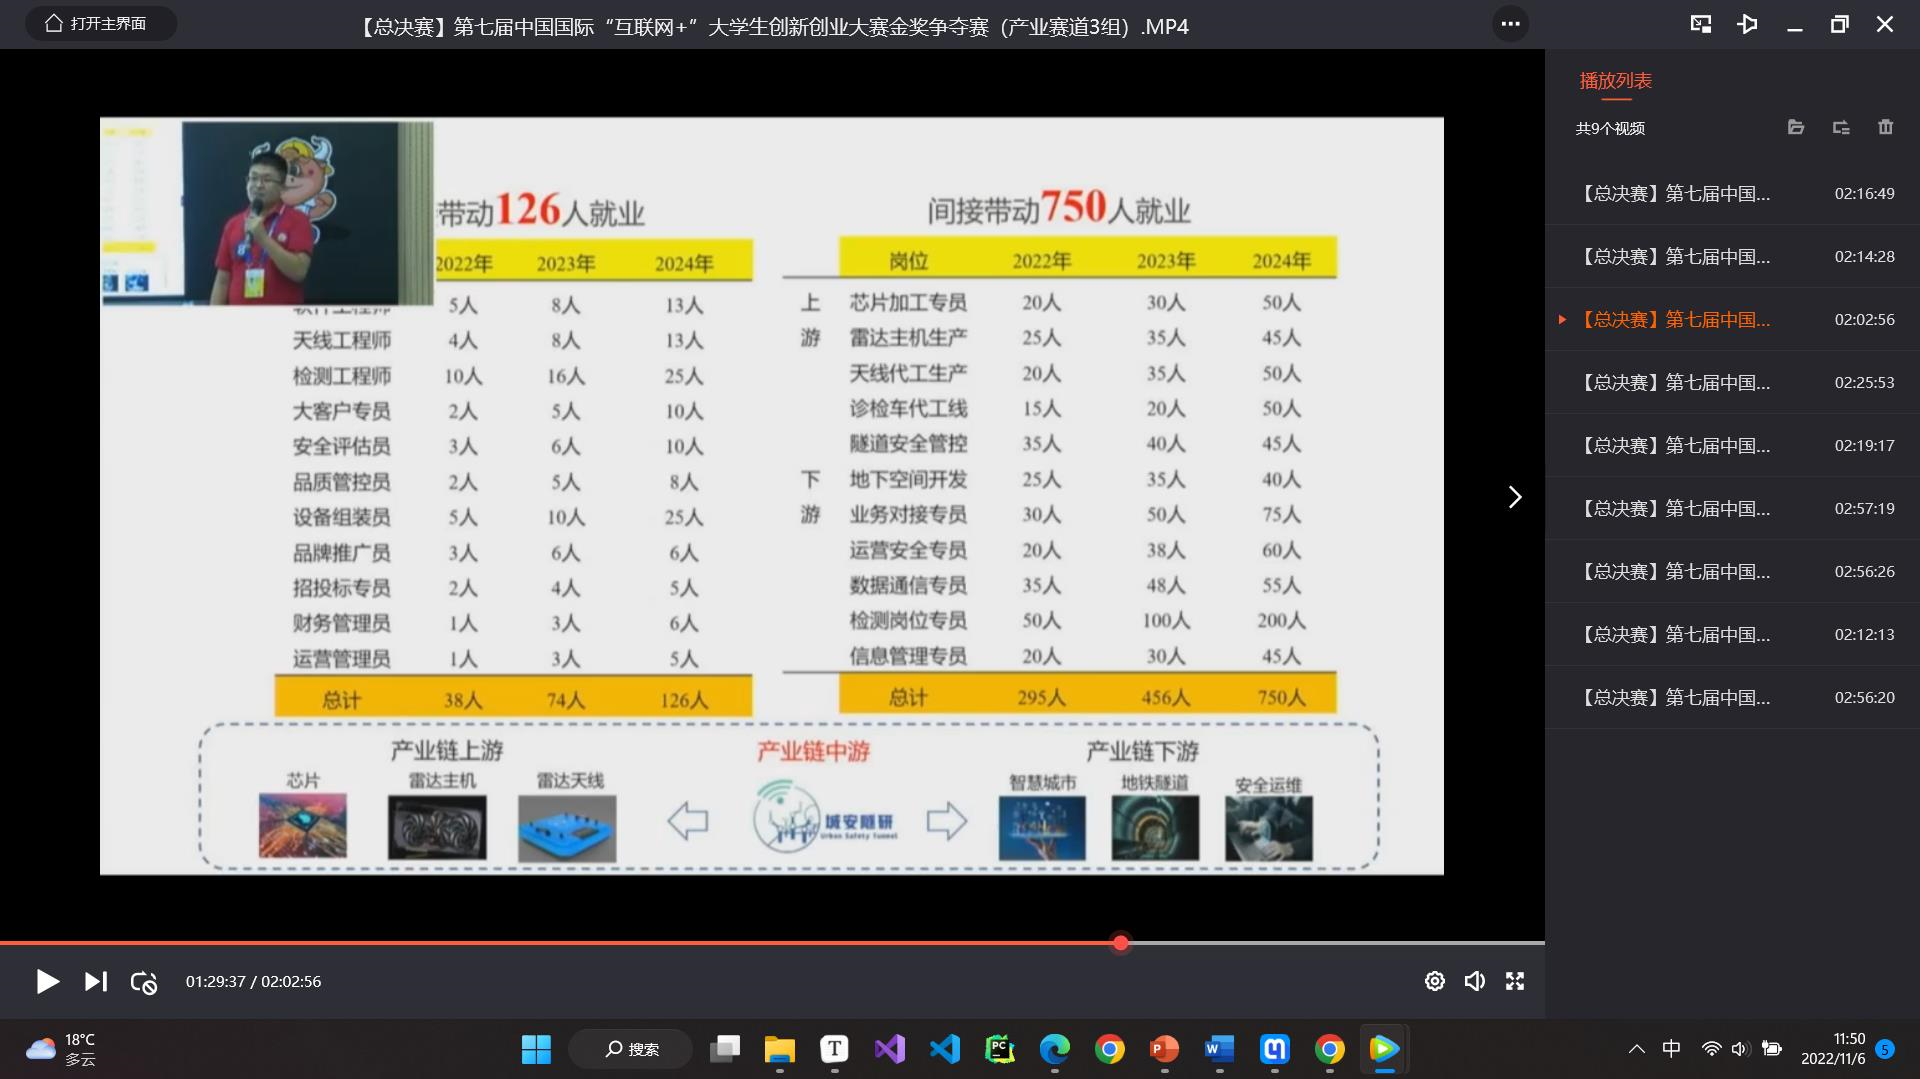 打开主界面
【总决赛】第七届中国国际“互联网+”大学生创新创业大赛金奖争夺赛（产业赛道3组）.MP4
播放列表
共9个视频
【总决赛】第七届中国... 02:16:49
【总决赛】第七届中国... 02:14:28
【总决赛】第七届中国... 02:02:56
【总决赛】第七届中国... 02:25:53
【总决赛】第七届中国... 02:19:17
【总决赛】第七届中国... 02:57:19
【总决赛】第七届中国... 02:56:26
【总决赛】第七届中国... 02:12:13
【总决赛】第七届中国... 02:56:20
带动126人就业
2022年 2023年 2024年
5人 8人 13人
天线工程师 4人 8人 13人
检测工程师 10人 16人 25人
大客户专员 2人 5人 10人
安全评估员 3人 6人 10人
品质管控员 2人 5人 8人
设备组装员 5人 10人 25人
品牌推广员 3人 6人 6人
招投标专员 2人 4人 5人
财务管理员 1人 3人 6人
运营管理员 1人 3人 5人
总计 38人 74人 126人
间接带动750人就业
岗位 2022年 2023年 2024年
上 芯片加工专员 20人 30人 50人
游 雷达主机生产 25人 35人 45人
天线代工生产 20人 35人 50人
诊检车代工线 15人 20人 50人
隧道安全管控 35人 40人 45人
下 地下空间开发 25人 35人 40人
游 业务对接专员 30人 50人 75人
运营安全专员 20人 38人 60人
数据通信专员 35人 48人 55人
检测岗位专员 50人 100人 200人
信息管理专员 20人 30人 45人
总计 295人 456人 750人
产业链上游 产业链中游 产业链下游
芯片 雷达主机 雷达天线 智慧城市 地铁隧道 安全运维
城安隧研
Urban Safety Tunnel
01:29:37 / 02:02:56
18°C
多云
搜索
中
11:50
2022/11/6
5